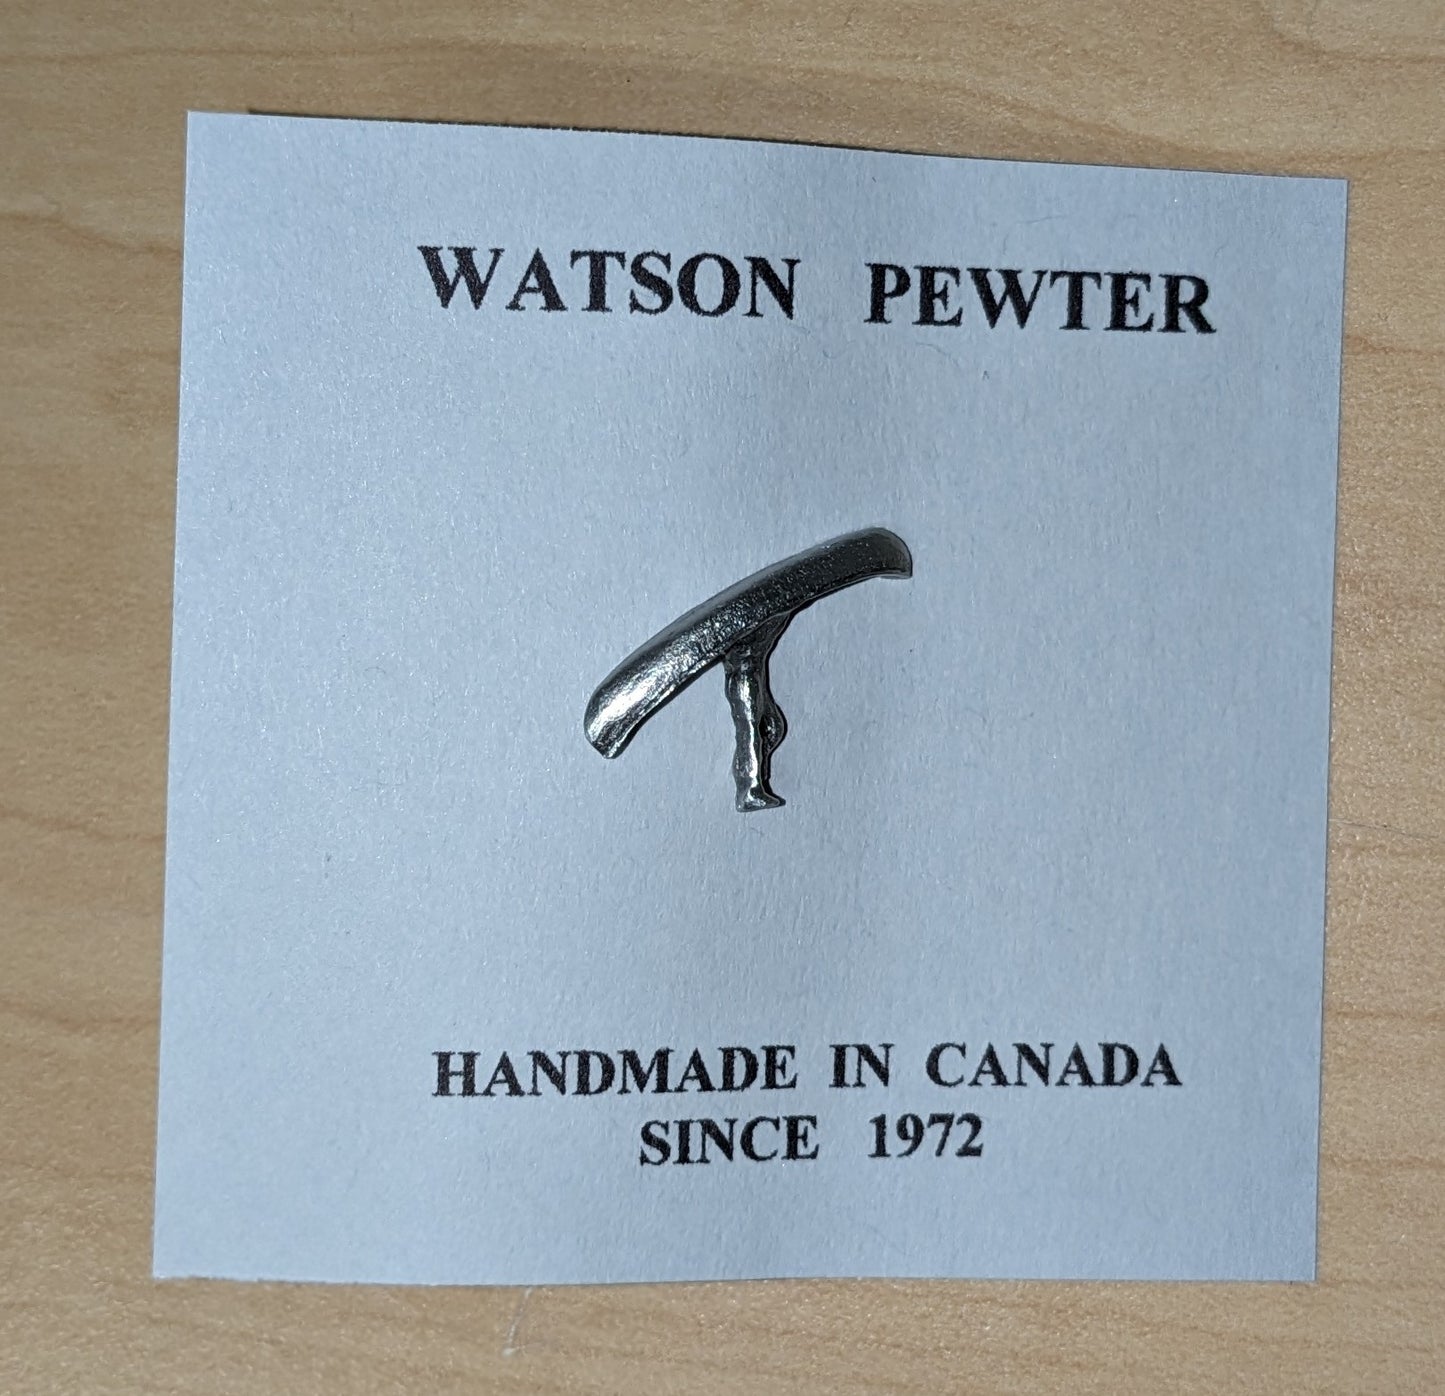 WATSON PEWTER
HANDMADE IN CANADA
SINCE 1972